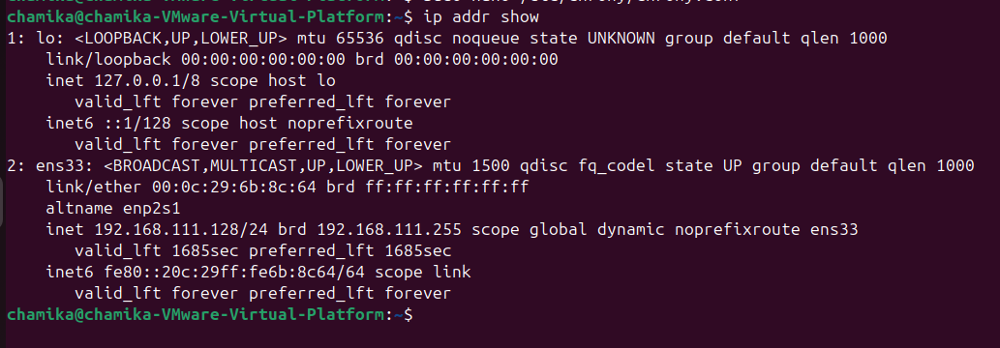 chamika@chamika-VMware-Virtual-Platform:~$ ip addr show
1: lo: <LOOPBACK,UP,LOWER_UP> mtu 65536 qdisc noqueue state UNKNOWN group default qlen 1000
    link/loopback 00:00:00:00:00:00 brd 00:00:00:00:00:00
    inet 127.0.0.1/8 scope host lo
       valid_lft forever preferred_lft forever
    inet6 ::1/128 scope host noprefixroute
       valid_lft forever preferred_lft forever
2: ens33: <BROADCAST,MULTICAST,UP,LOWER_UP> mtu 1500 qdisc fq_codel state UP group default qlen 1000
    link/ether 00:0c:29:6b:8c:64 brd ff:ff:ff:ff:ff:ff
    altname enp2s1
    inet 192.168.111.128/24 brd 192.168.111.255 scope global dynamic noprefixroute ens33
       valid_lft 1685sec preferred_lft 1685sec
    inet6 fe80::20c:29ff:fe6b:8c64/64 scope link
       valid_lft forever preferred_lft forever
chamika@chamika-VMware-Virtual-Platform:~$